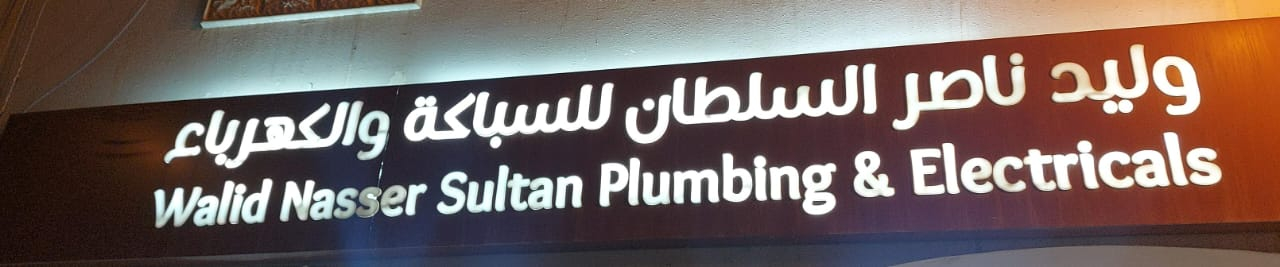 وليد ناصر السلطان للسباكة والكهرباء
Walid Nasser Sultan Plumbing & Electricals